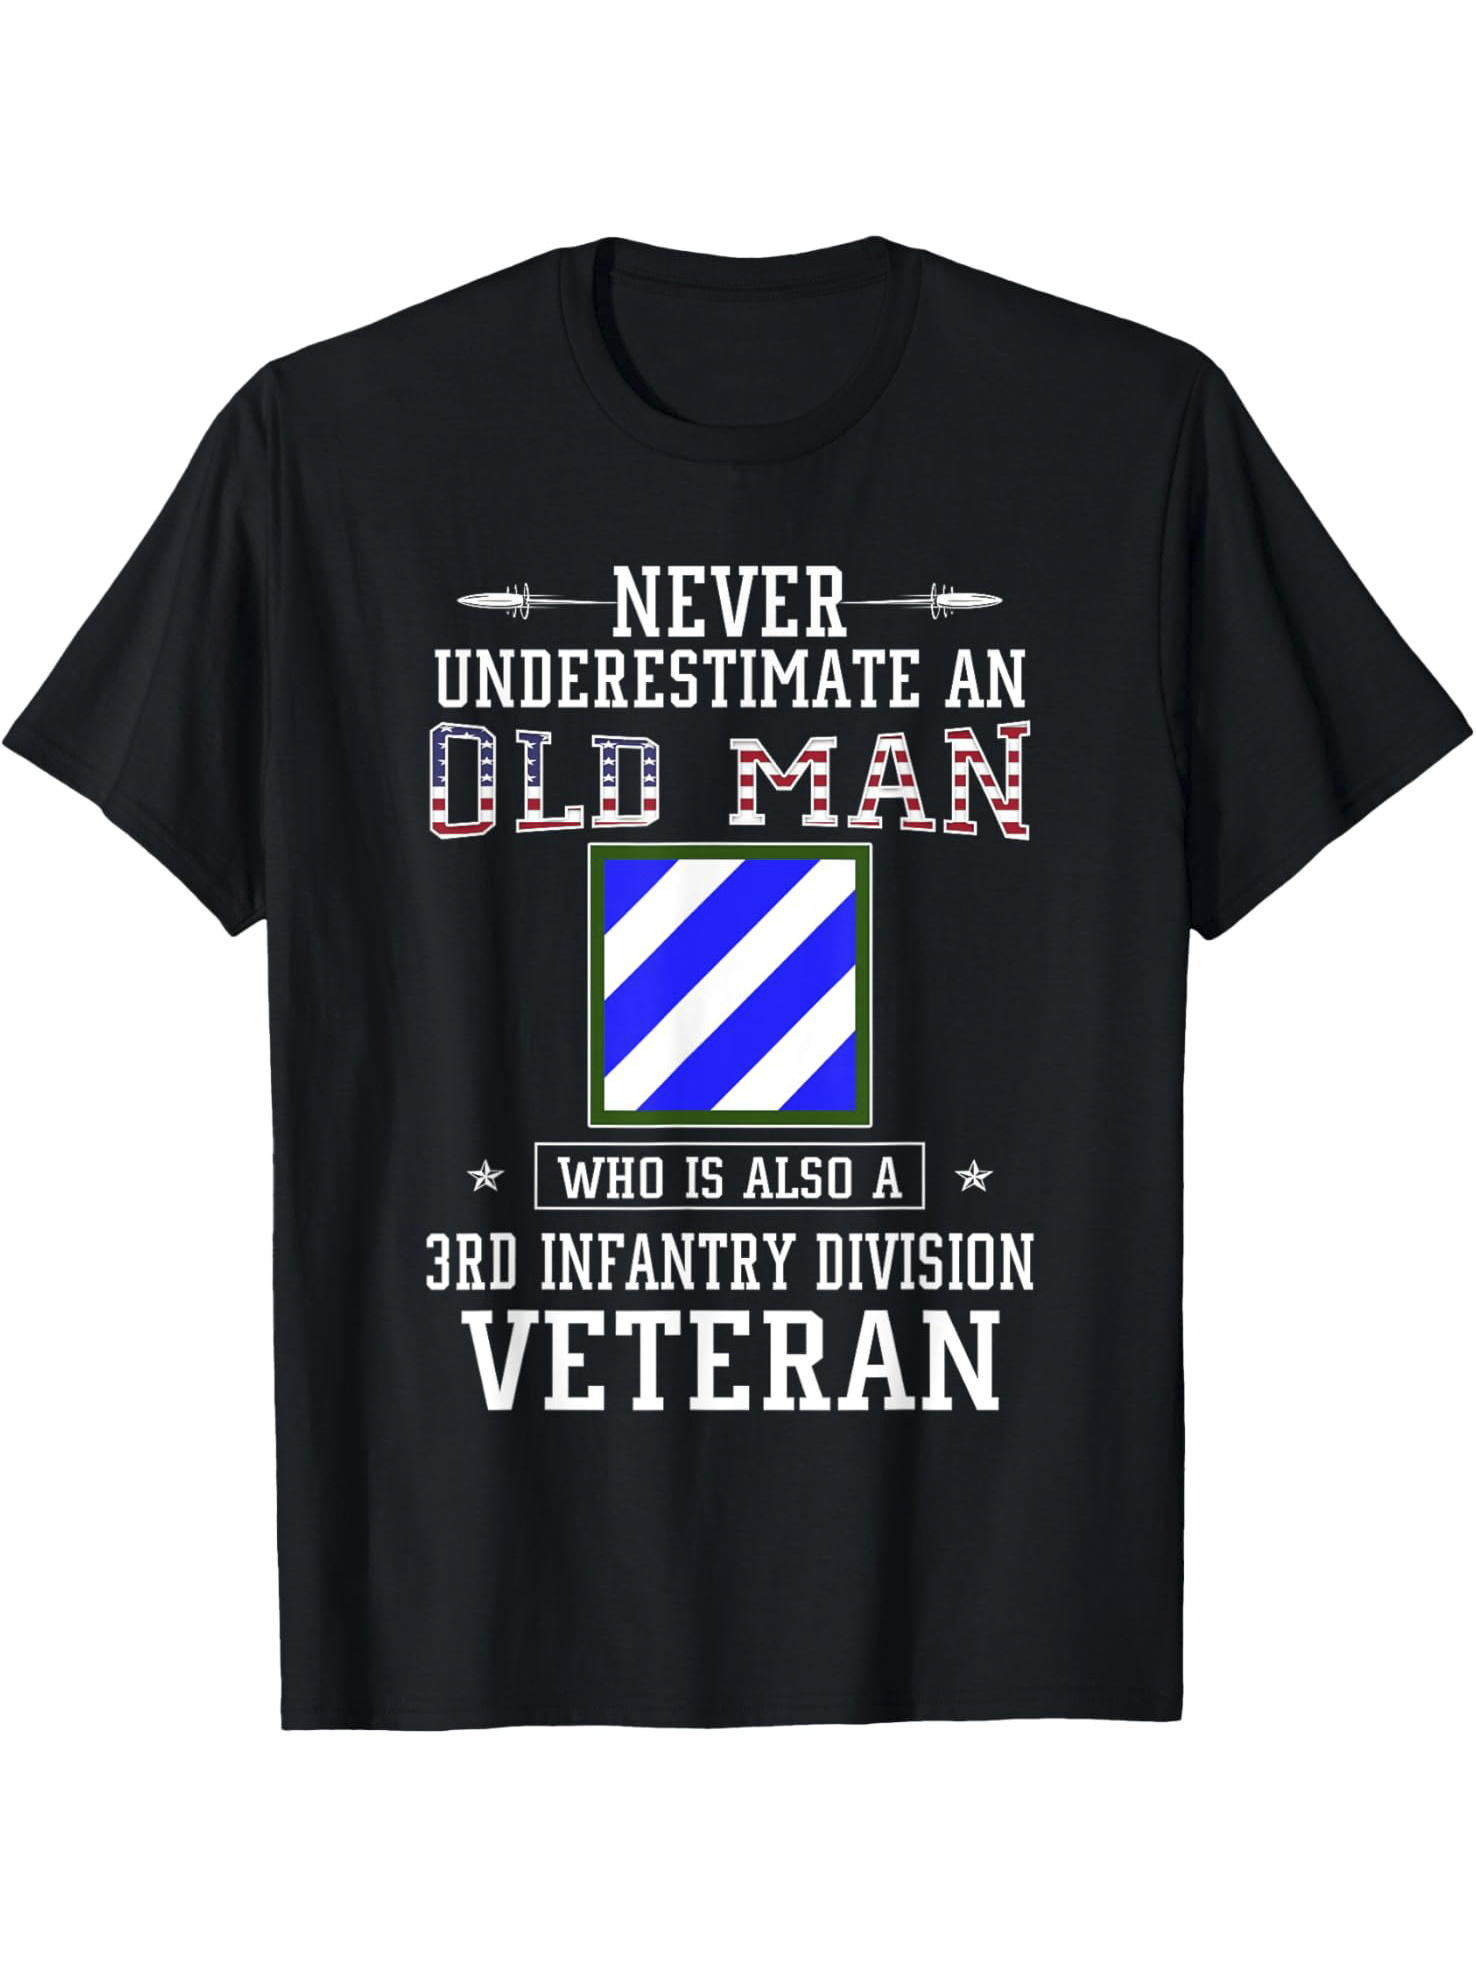 NEVER
UNDERESTIMATE AN
OLD MAN
WHO IS ALSO A
3RD INFANTRY DIVISION
VETERAN